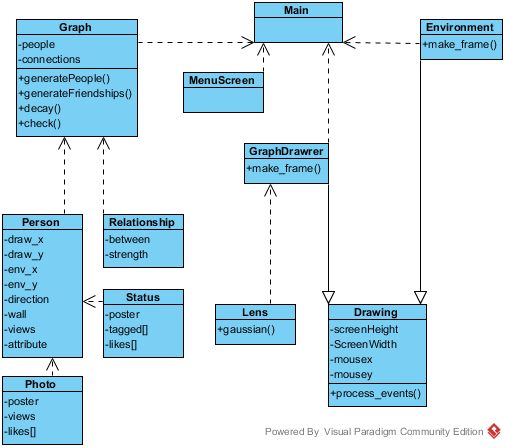 Graph
-people
-connections
+generatePeople()
+generateFriendships()
+decay()
+check()
Main
Environment
+make_frame()
MenuScreen
GraphDrawrer
+make_frame()
Person
-draw_x
-draw_y
-env_x
-env_y
-direction
-wall
-views
-attribute
Relationship
-between
-strength
Status
-poster
-tagged[]
-likes[]
Lens
+gaussian()
Drawing
-screenHeight
-ScreenWidth
-mousex
-mousey
+process_events()
Photo
-poster
-views
-likes[]
Powered By Visual Paradigm Community Edition